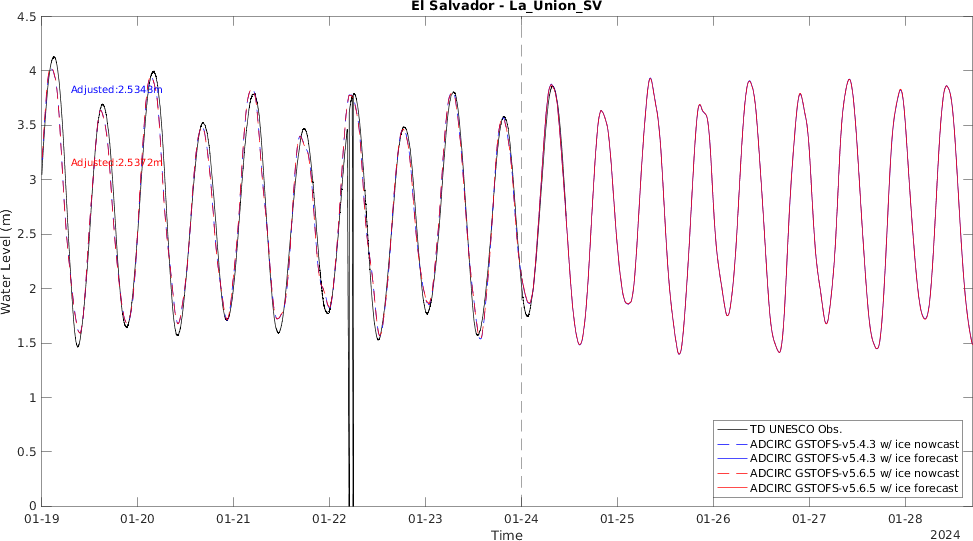 El Salvador - La_Union_SV
4.5
4
3.5
3
2.5
2
1.5
1
0.5
0
Water Level (m)
Adjusted:2.5348m
Adjusted:2.5372m
TD UNESCO Obs.
ADCIRC GSTOFS-v5.4.3 w/ ice nowcast
ADCIRC GSTOFS-v5.4.3 w/ ice forecast
ADCIRC GSTOFS-v5.6.5 w/ ice nowcast
ADCIRC GSTOFS-v5.6.5 w/ ice forecast
01-19 01-20 01-21 01-22 01-23 01-24 01-25 01-26 01-27 01-28
Time
2024